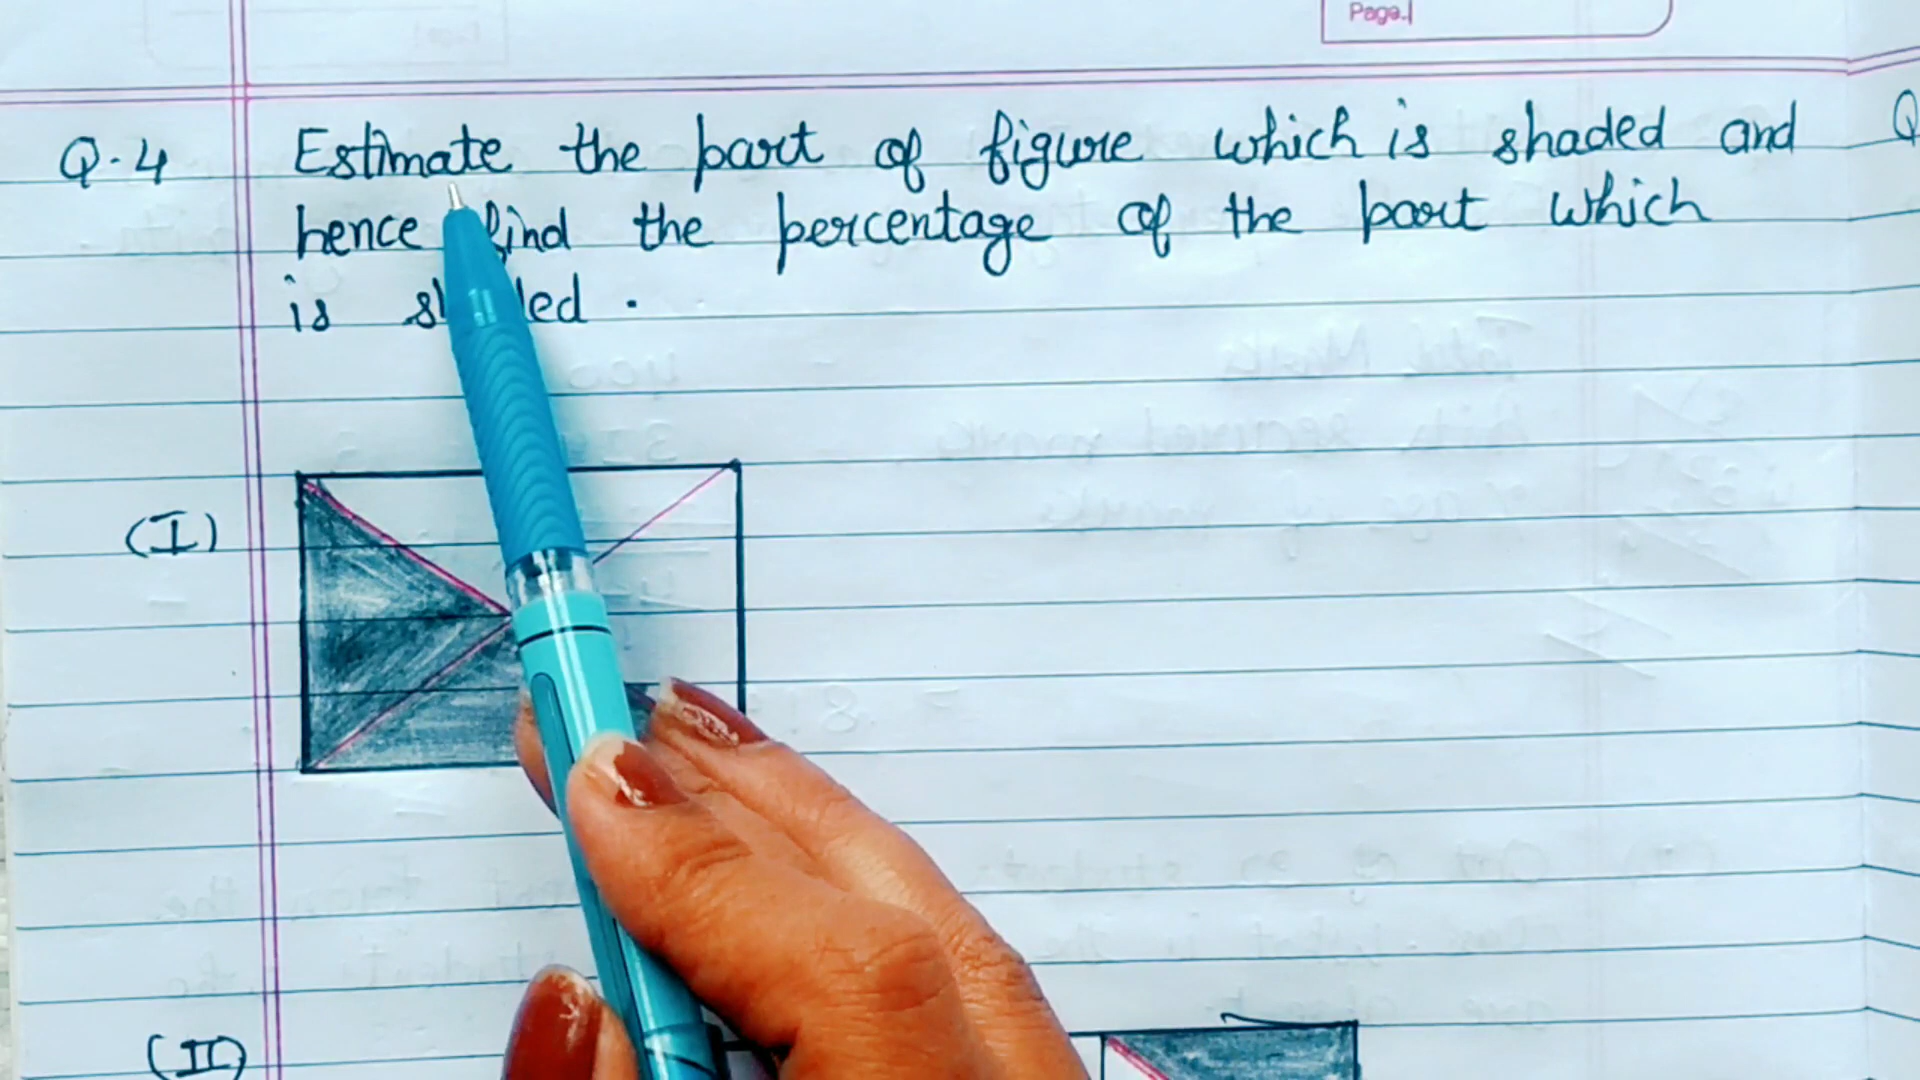 Page.
Q.4 Estimate the part of figure which is shaded and
hence find the percentage of the part which
is shaded .
(I)
(II)